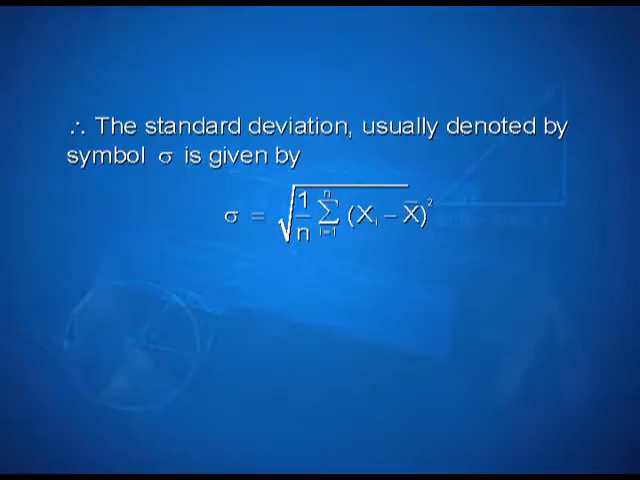 ∴ The standard deviation, usually denoted by
symbol σ is given by
σ = √(1/n ∑ᵢ₌₁ⁿ (Xᵢ − X̄)²)